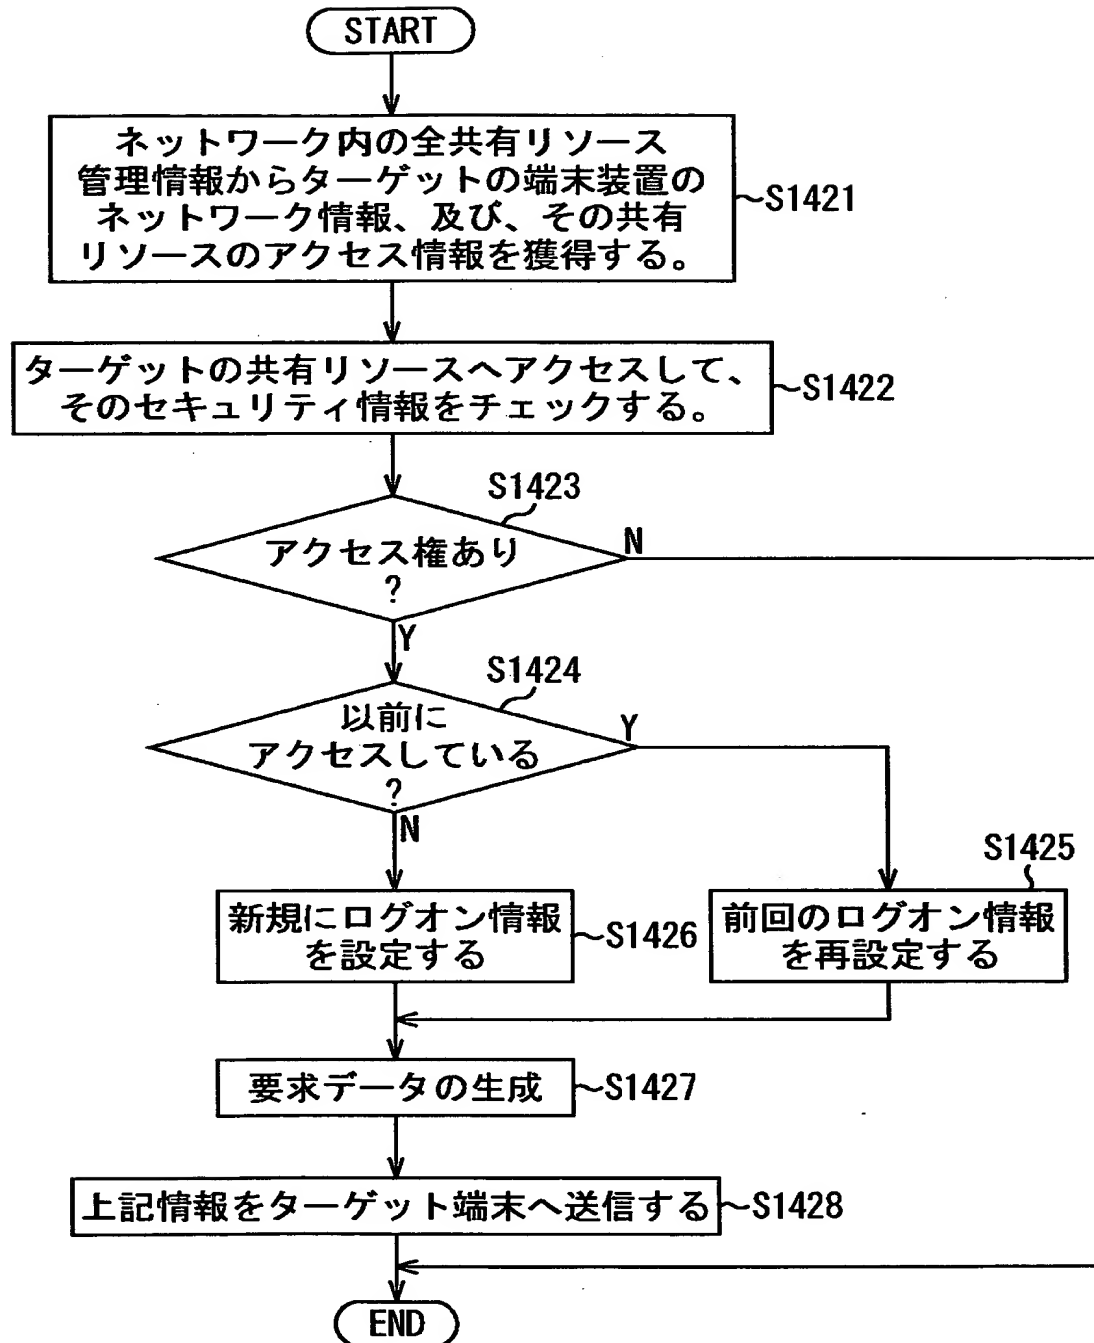 START
ネットワーク内の全共有リソース
管理情報からターゲットの端末装置の
ネットワーク情報、及び、その共有
リソースのアクセス情報を獲得する。
S1421
ターゲットの共有リソースへアクセスして、
そのセキュリティ情報をチェックする。
S1422
S1423
アクセス権あり
?
N
Y
S1424
以前に
アクセスしている
?
Y
N
S1425
新規にログオン情報
を設定する
S1426
前回のログオン情報
を再設定する
要求データの生成
S1427
上記情報をターゲット端末へ送信する
S1428
END